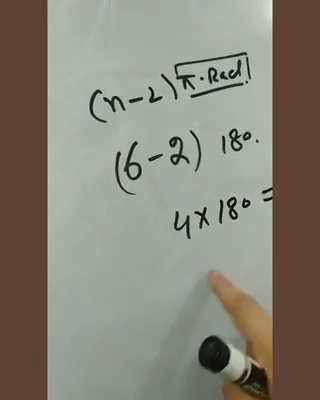 (n-2) π·Rad
(6-2) 180.
4×180 =